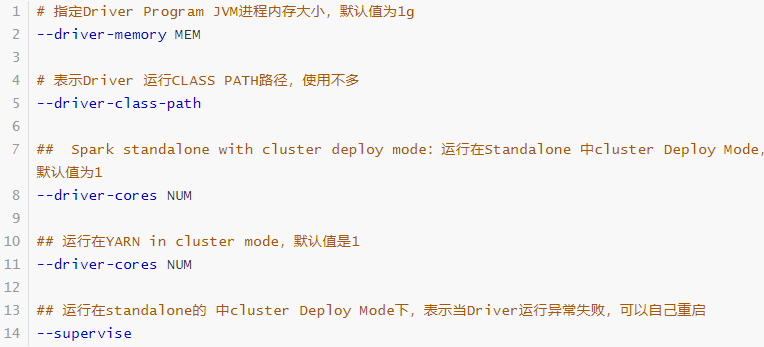 1 # 指定Driver Program JVM进程内存大小，默认值为1g
2 --driver-memory MEM
3
4 # 表示Driver 运行CLASS PATH路径，使用不多
5 --driver-class-path
6
7 ##  Spark standalone with cluster deploy mode：运行在Standalone 中cluster Deploy Mode，
默认值为1
8 --driver-cores NUM
9
10 ## 运行在YARN in cluster mode，默认值是1
11 --driver-cores NUM
12
13 ## 运行在standalone的 中cluster Deploy Mode下，表示当Driver运行异常失败，可以自己重启
14 --supervise